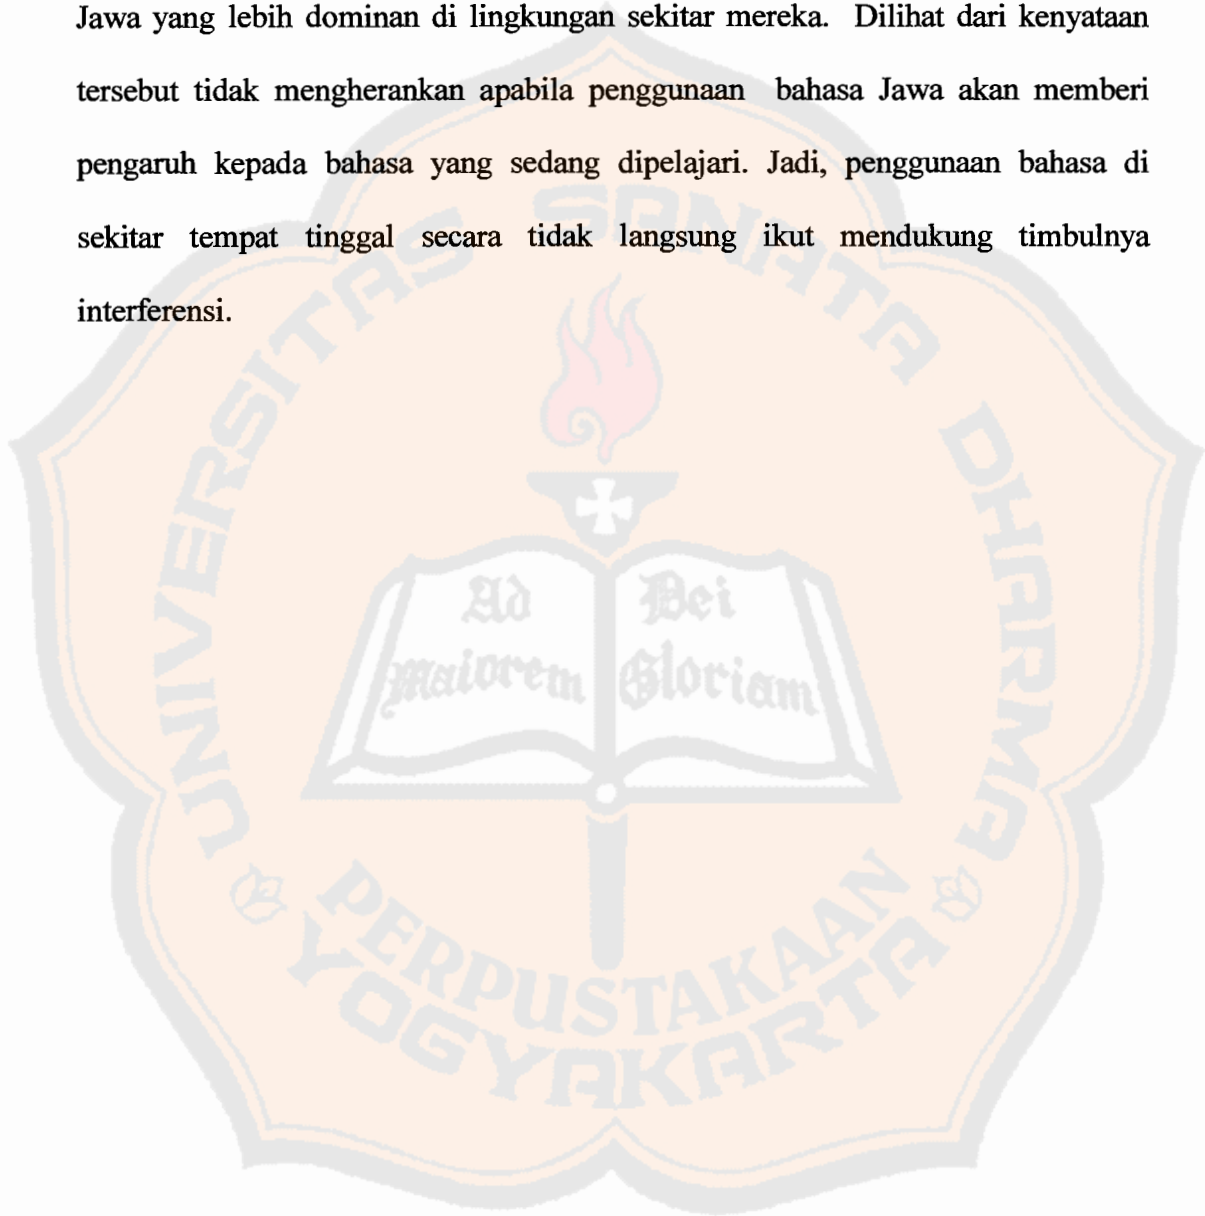 Jawa yang lebih dominan di lingkungan sekitar mereka. Dilihat dari kenyataan
tersebut tidak mengherankan apabila penggunaan bahasa Jawa akan memberi
pengaruh kepada bahasa yang sedang dipelajari. Jadi, penggunaan bahasa di
sekitar tempat tinggal secara tidak langsung ikut mendukung timbulnya
interferensi.
UNIVERSITAS SANATA DHARMA
Ad
maiorem
Dei
Gloriam
PERPUSTAKAAN
YOGYAKARTA